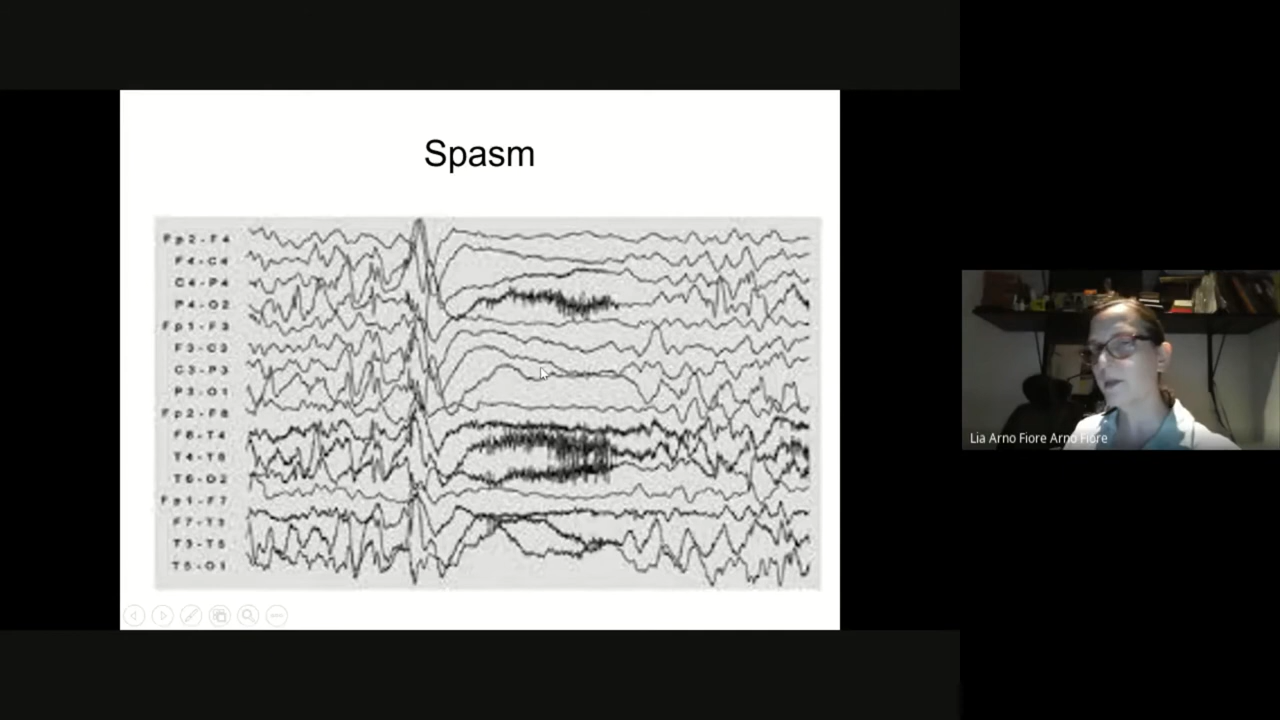 Spasm
Fp2-F4
F4-C4
C4-P4
P4-O2
Fp1-F3
F3-C3
C3-P3
P3-O1
Fp2-F8
F8-T4
T4-T6
T6-O2
Fp1-F7
F7-T3
T3-T5
T5-O1
Lia Arno Fiore Arno Fiore